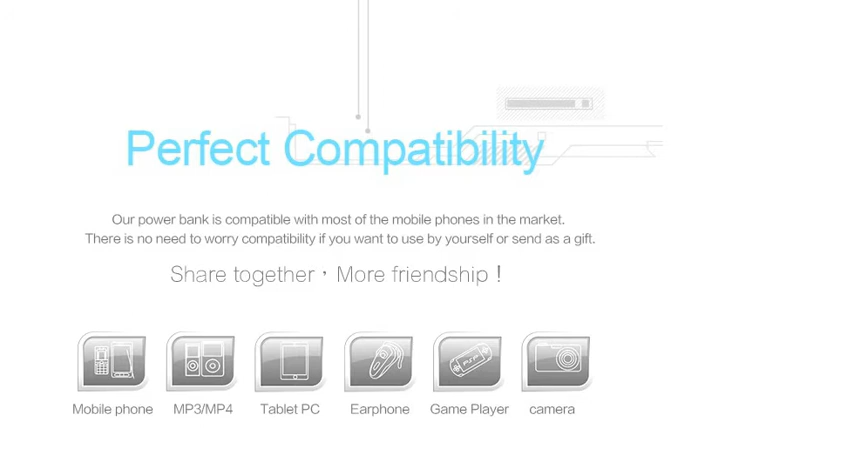 Perfect Compatibility
Our power bank is compatible with most of the mobile phones in the market.
There is no need to worry compatibility if you want to use by yourself or send as a gift.
Share together，More friendship！
PSP
Mobile phone MP3/MP4 Tablet PC Earphone Game Player camera